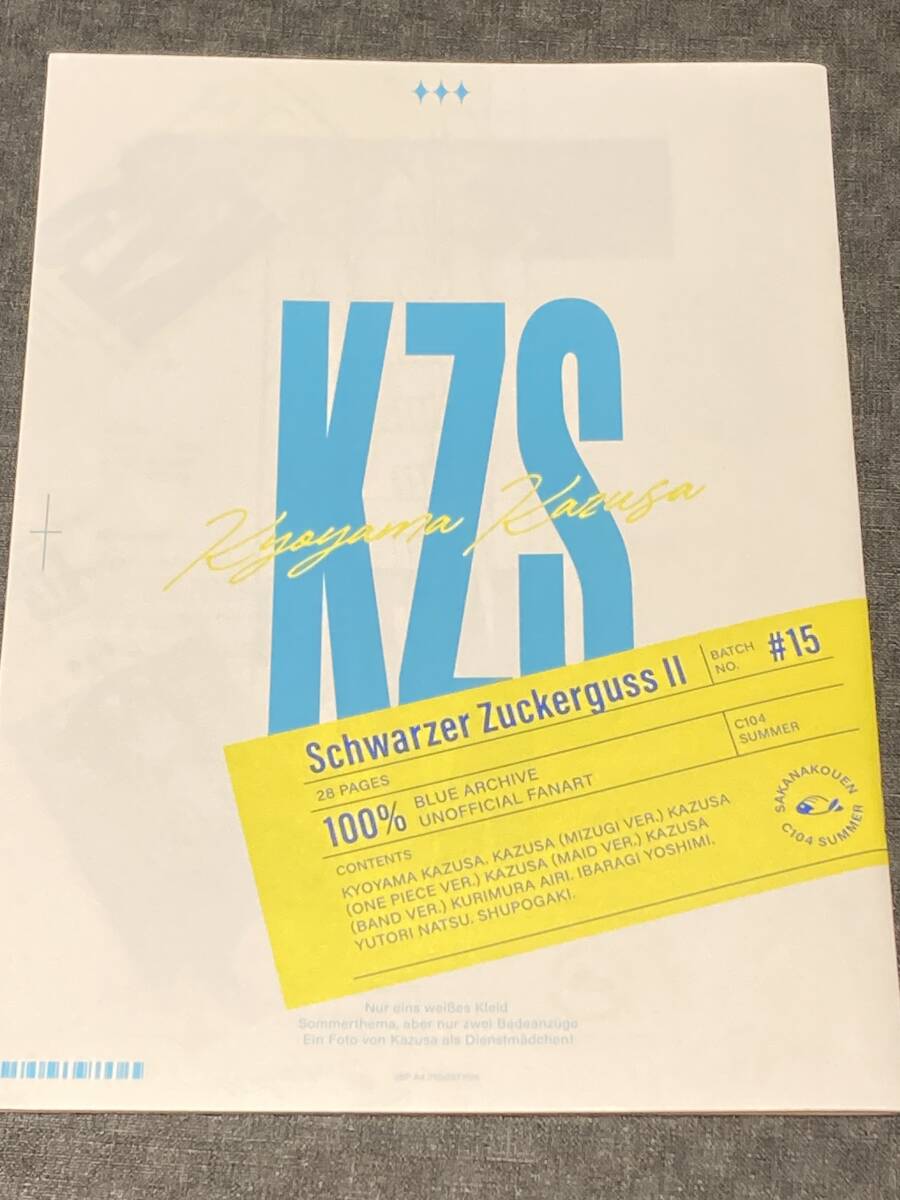 KZS
Kyoyama Kazusa
Schwarzer Zuckerguss II
BATCH
NO.
#15
28 PAGES
C104
SUMMER
100%
BLUE ARCHIVE
UNOFFICIAL FANART
SAKANAKOUEN
C104 SUMMER
CONTENTS
KYOYAMA KAZUSA. KAZUSA (MIZUGI VER.) KAZUSA
(ONE PIECE VER.) KAZUSA (MAID VER.) KAZUSA
(BAND VER.) KURIMURA AIRI. IBARAGI YOSHIMI.
YUTORI NATSU. SHUPOGAKI.
Nur eins weißes Kleid
Sommerthema, aber nur zwei Badeanzüge
Ein Foto von Kazusa als Dienstmädchen!